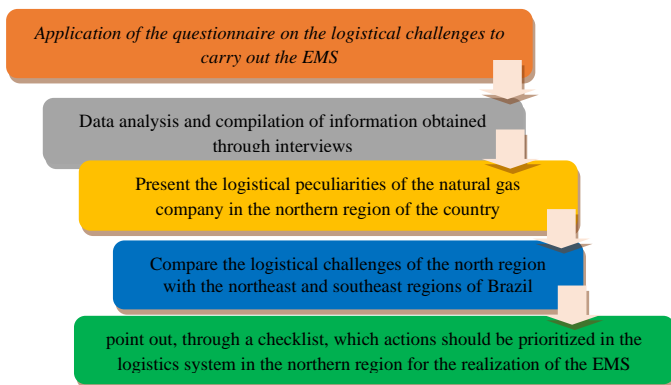 Application of the questionnaire on the logistical challenges to
carry out the EMS
Data analysis and compilation of information obtained
through interviews
Present the logistical peculiarities of the natural gas
company in the northern region of the country
Compare the logistical challenges of the north region
with the northeast and southeast regions of Brazil
point out, through a checklist, which actions should be prioritized in the
logistics system in the northern region for the realization of the EMS